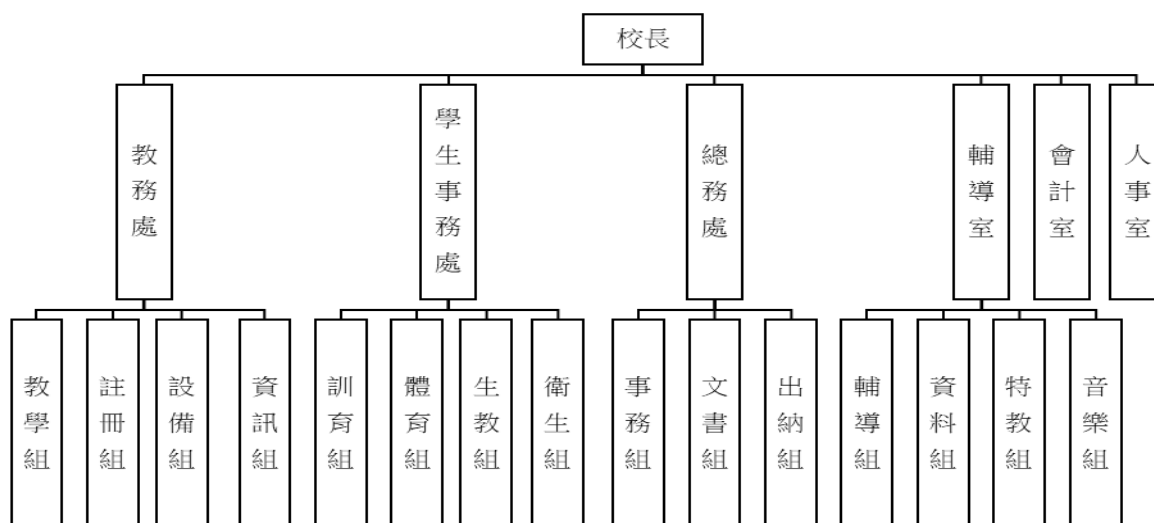 校長
教務處
學生事務處
總務處
輔導室
會計室
人事室
教學組
註冊組
設備組
資訊組
訓育組
體育組
生教組
衛生組
事務組
文書組
出納組
輔導組
資料組
特教組
音樂組